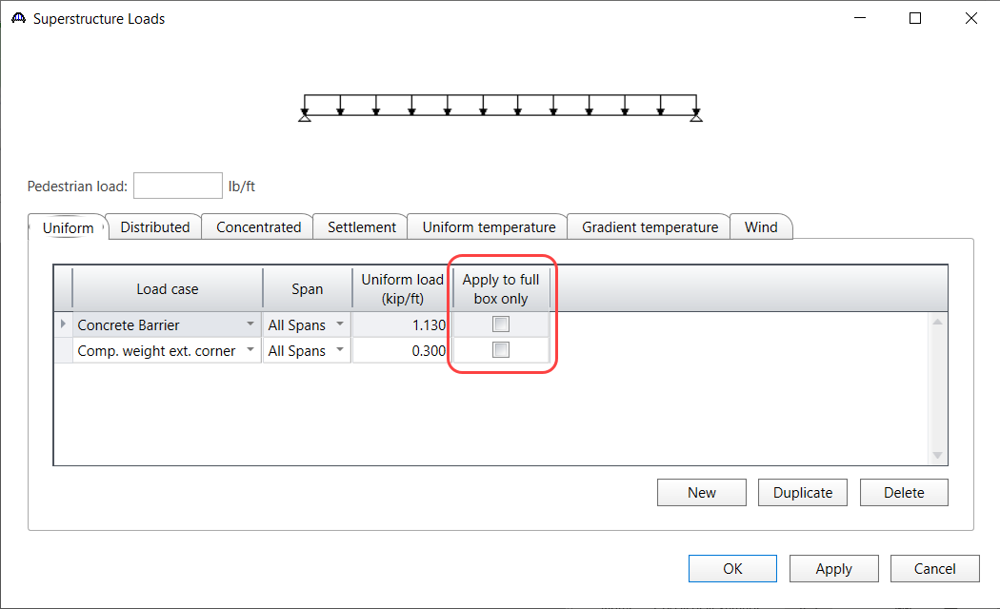 Superstructure Loads
Pedestrian load: lb/ft
Uniform Distributed Concentrated Settlement Uniform temperature Gradient temperature Wind
Load case Span Uniform load (kip/ft) Apply to full box only
Concrete Barrier All Spans 1.130
Comp. weight ext. corner All Spans 0.300
New Duplicate Delete
OK Apply Cancel